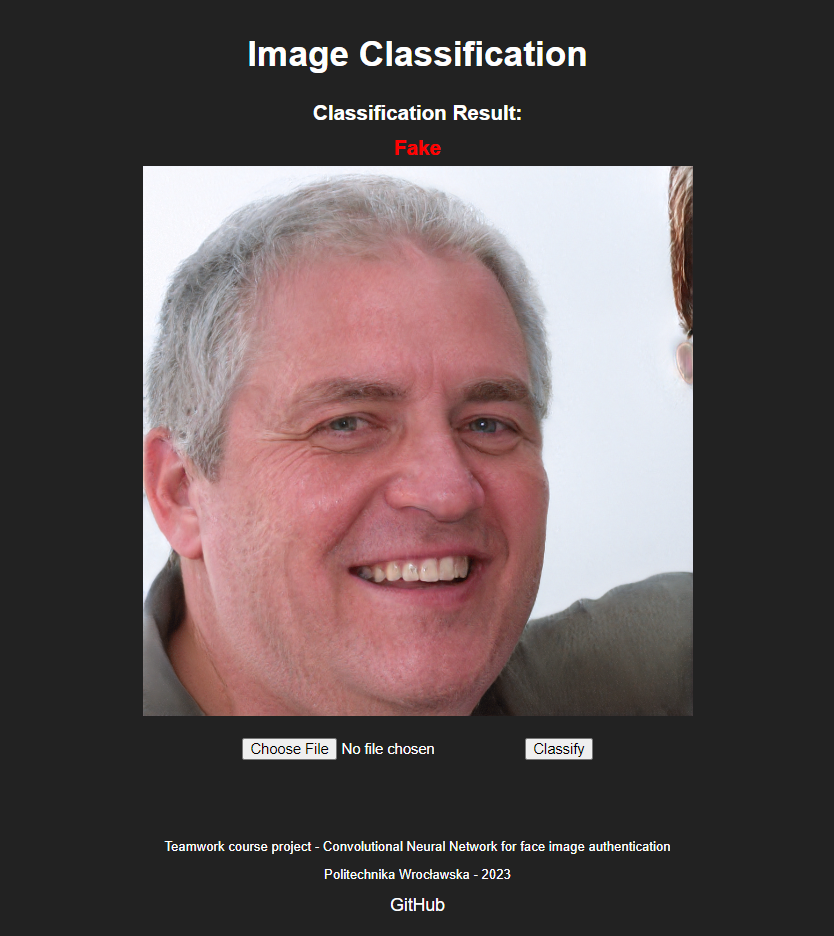 Image Classification
Classification Result:
Fake
Choose File No file chosen Classify
Teamwork course project - Convolutional Neural Network for face image authentication
Politechnika Wrocławska - 2023
GitHub